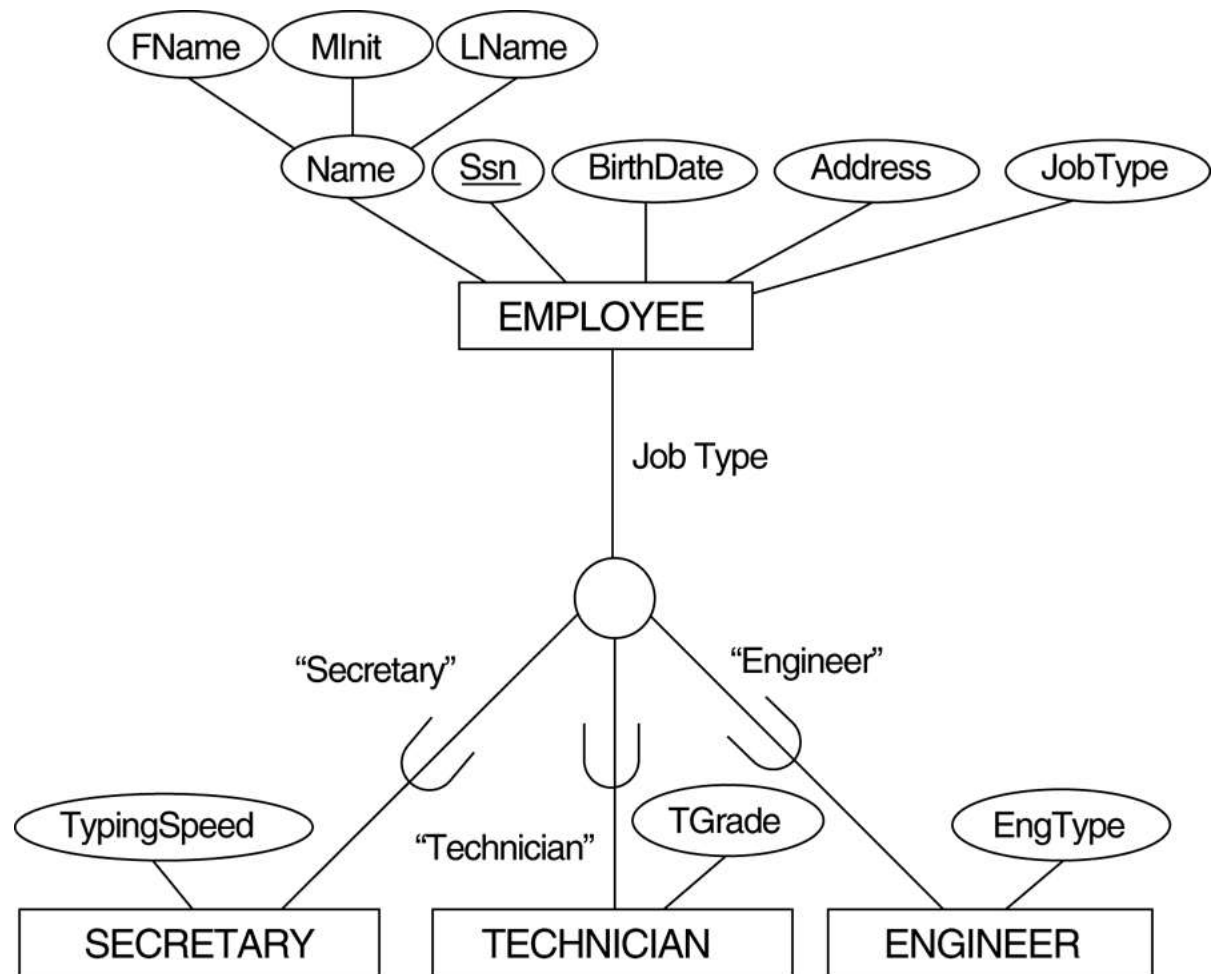 FName MInit LName
Name Ssn BirthDate Address JobType
EMPLOYEE
Job Type
“Secretary” “Engineer”
TypingSpeed “Technician” TGrade EngType
SECRETARY TECHNICIAN ENGINEER